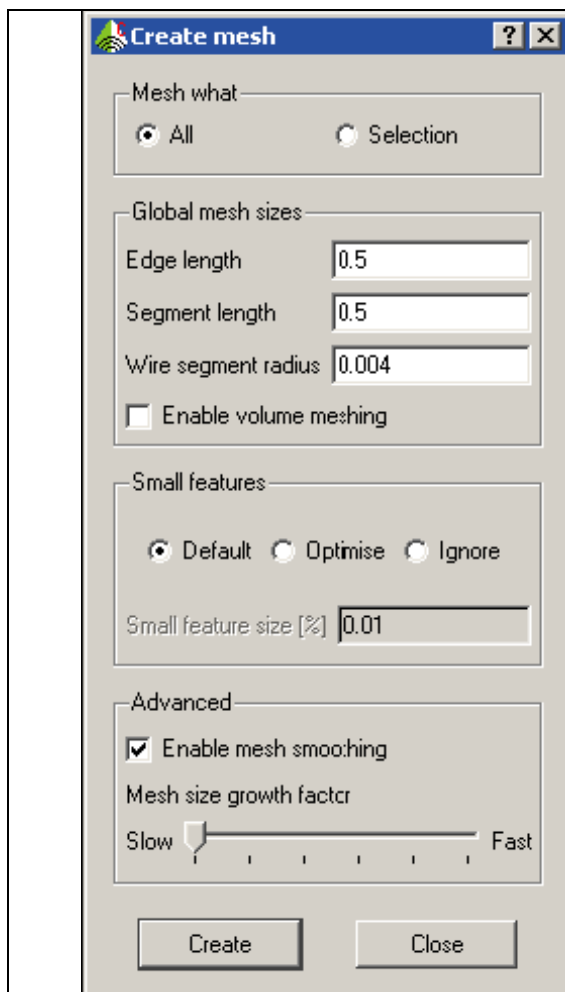 Create mesh
Mesh what
All Selection
Global mesh sizes
Edge length 0.5
Segment length 0.5
Wire segment radius 0.004
Enable volume meshing
Small features
Default Optimise Ignore
Small feature size [%] 0.01
Advanced
Enable mesh smoothing
Mesh size growth factor
Slow Fast
Create Close